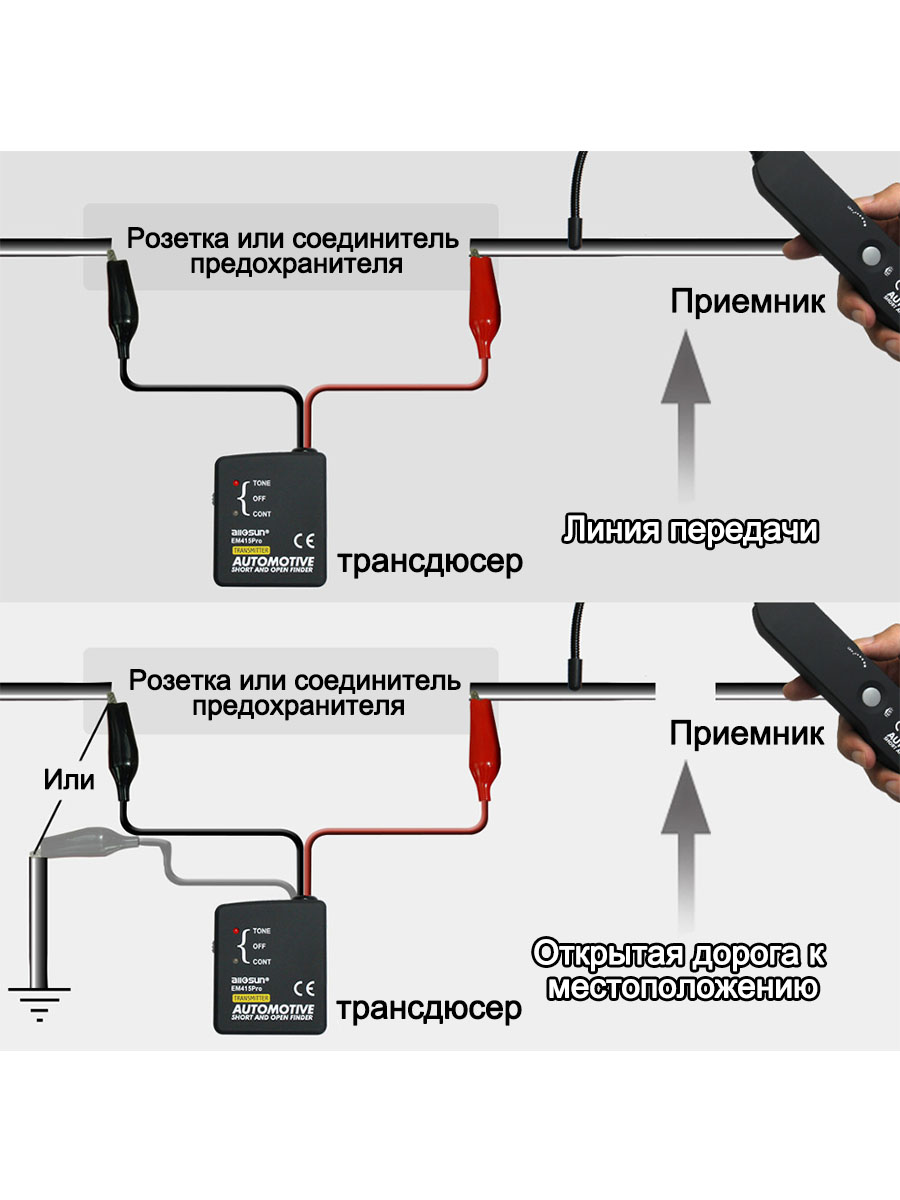 Розетка или соединитель
предохранителя
Приемник
TONE
OFF
CONT
allosun®
EM415Pro
CE
TRANSMITTER
AUTOMOTIVE
SHORT AND OPEN FINDER
трансдюсер
Линия передачи
Розетка или соединитель
предохранителя
Приемник
Или
TONE
OFF
CONT
allosun®
EM415Pro
CE
TRANSMITTER
AUTOMOTIVE
SHORT AND OPEN FINDER
трансдюсер
Открытая дорога к
местоположению